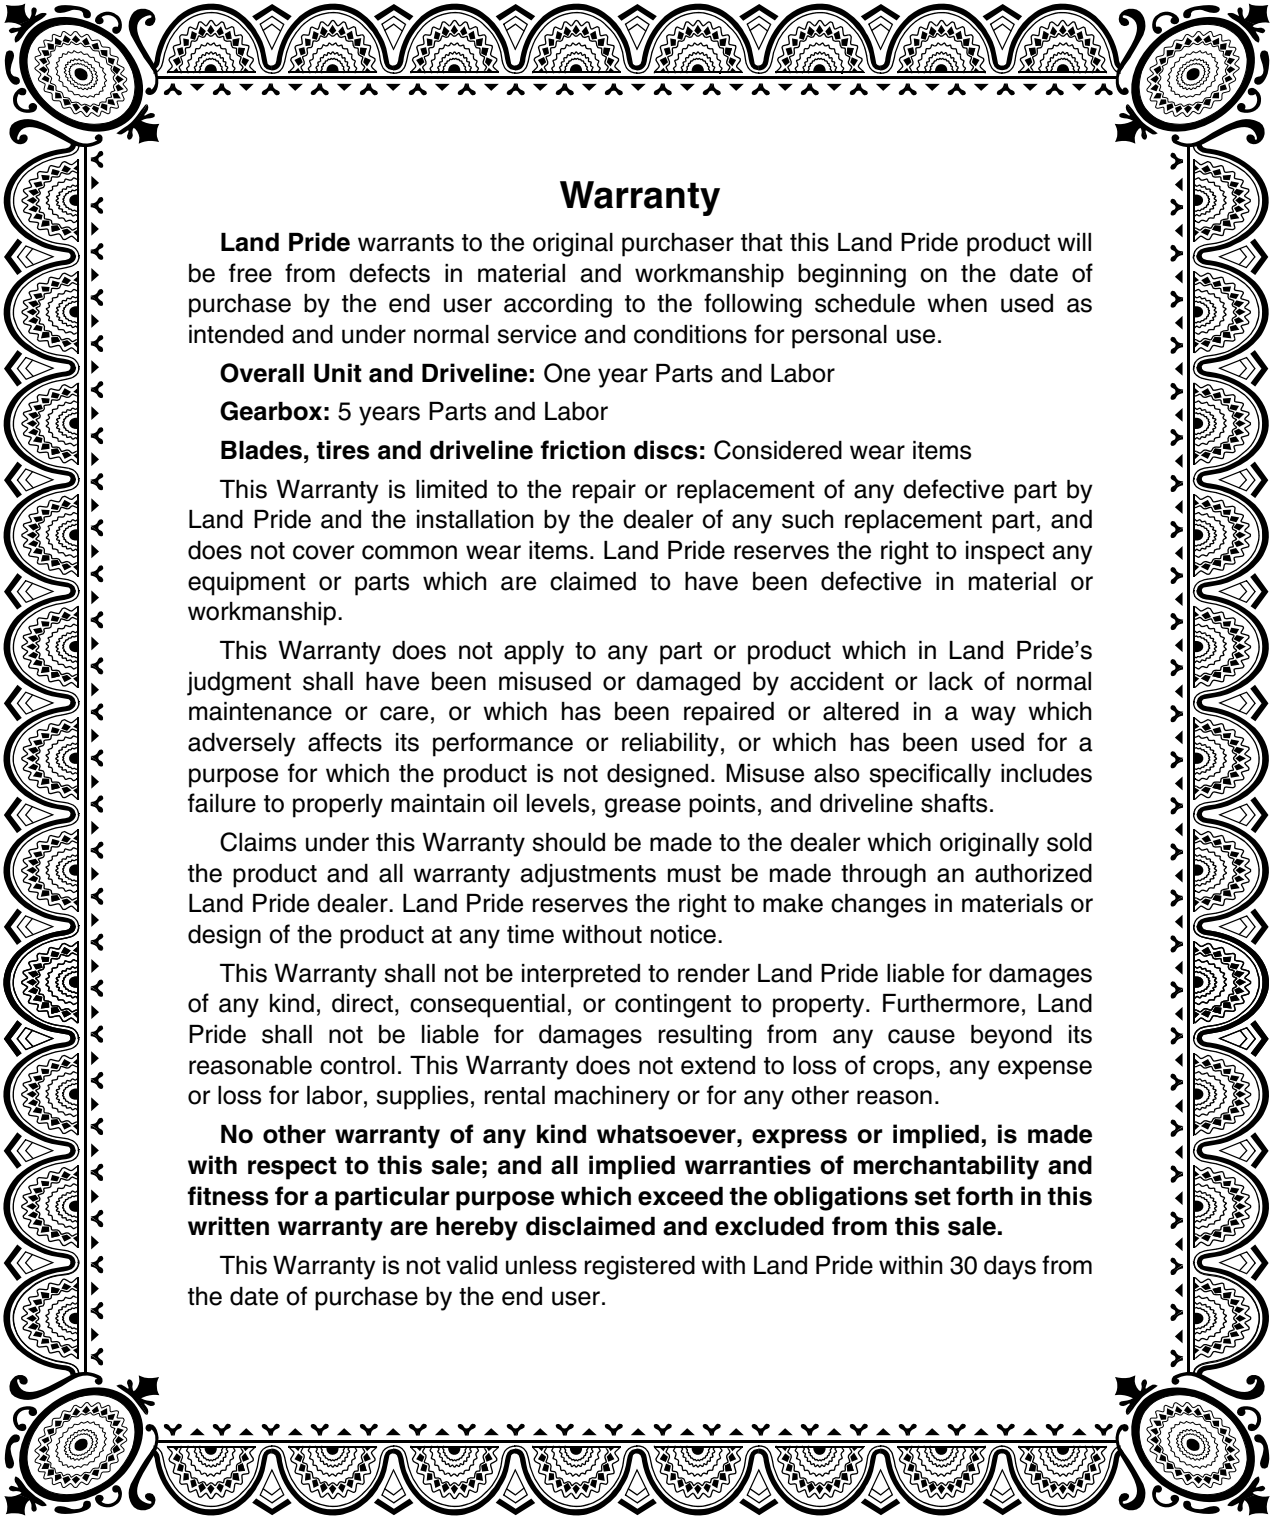 Warranty
Land Pride warrants to the original purchaser that this Land Pride product will
be free from defects in material and workmanship beginning on the date of
purchase by the end user according to the following schedule when used as
intended and under normal service and conditions for personal use.
Overall Unit and Driveline: One year Parts and Labor
Gearbox: 5 years Parts and Labor
Blades, tires and driveline friction discs: Considered wear items
This Warranty is limited to the repair or replacement of any defective part by
Land Pride and the installation by the dealer of any such replacement part, and
does not cover common wear items. Land Pride reserves the right to inspect any
equipment or parts which are claimed to have been defective in material or
workmanship.
This Warranty does not apply to any part or product which in Land Pride’s
judgment shall have been misused or damaged by accident or lack of normal
maintenance or care, or which has been repaired or altered in a way which
adversely affects its performance or reliability, or which has been used for a
purpose for which the product is not designed. Misuse also specifically includes
failure to properly maintain oil levels, grease points, and driveline shafts.
Claims under this Warranty should be made to the dealer which originally sold
the product and all warranty adjustments must be made through an authorized
Land Pride dealer. Land Pride reserves the right to make changes in materials or
design of the product at any time without notice.
This Warranty shall not be interpreted to render Land Pride liable for damages
of any kind, direct, consequential, or contingent to property. Furthermore, Land
Pride shall not be liable for damages resulting from any cause beyond its
reasonable control. This Warranty does not extend to loss of crops, any expense
or loss for labor, supplies, rental machinery or for any other reason.
No other warranty of any kind whatsoever, express or implied, is made
with respect to this sale; and all implied warranties of merchantability and
fitness for a particular purpose which exceed the obligations set forth in this
written warranty are hereby disclaimed and excluded from this sale.
This Warranty is not valid unless registered with Land Pride within 30 days from
the date of purchase by the end user.